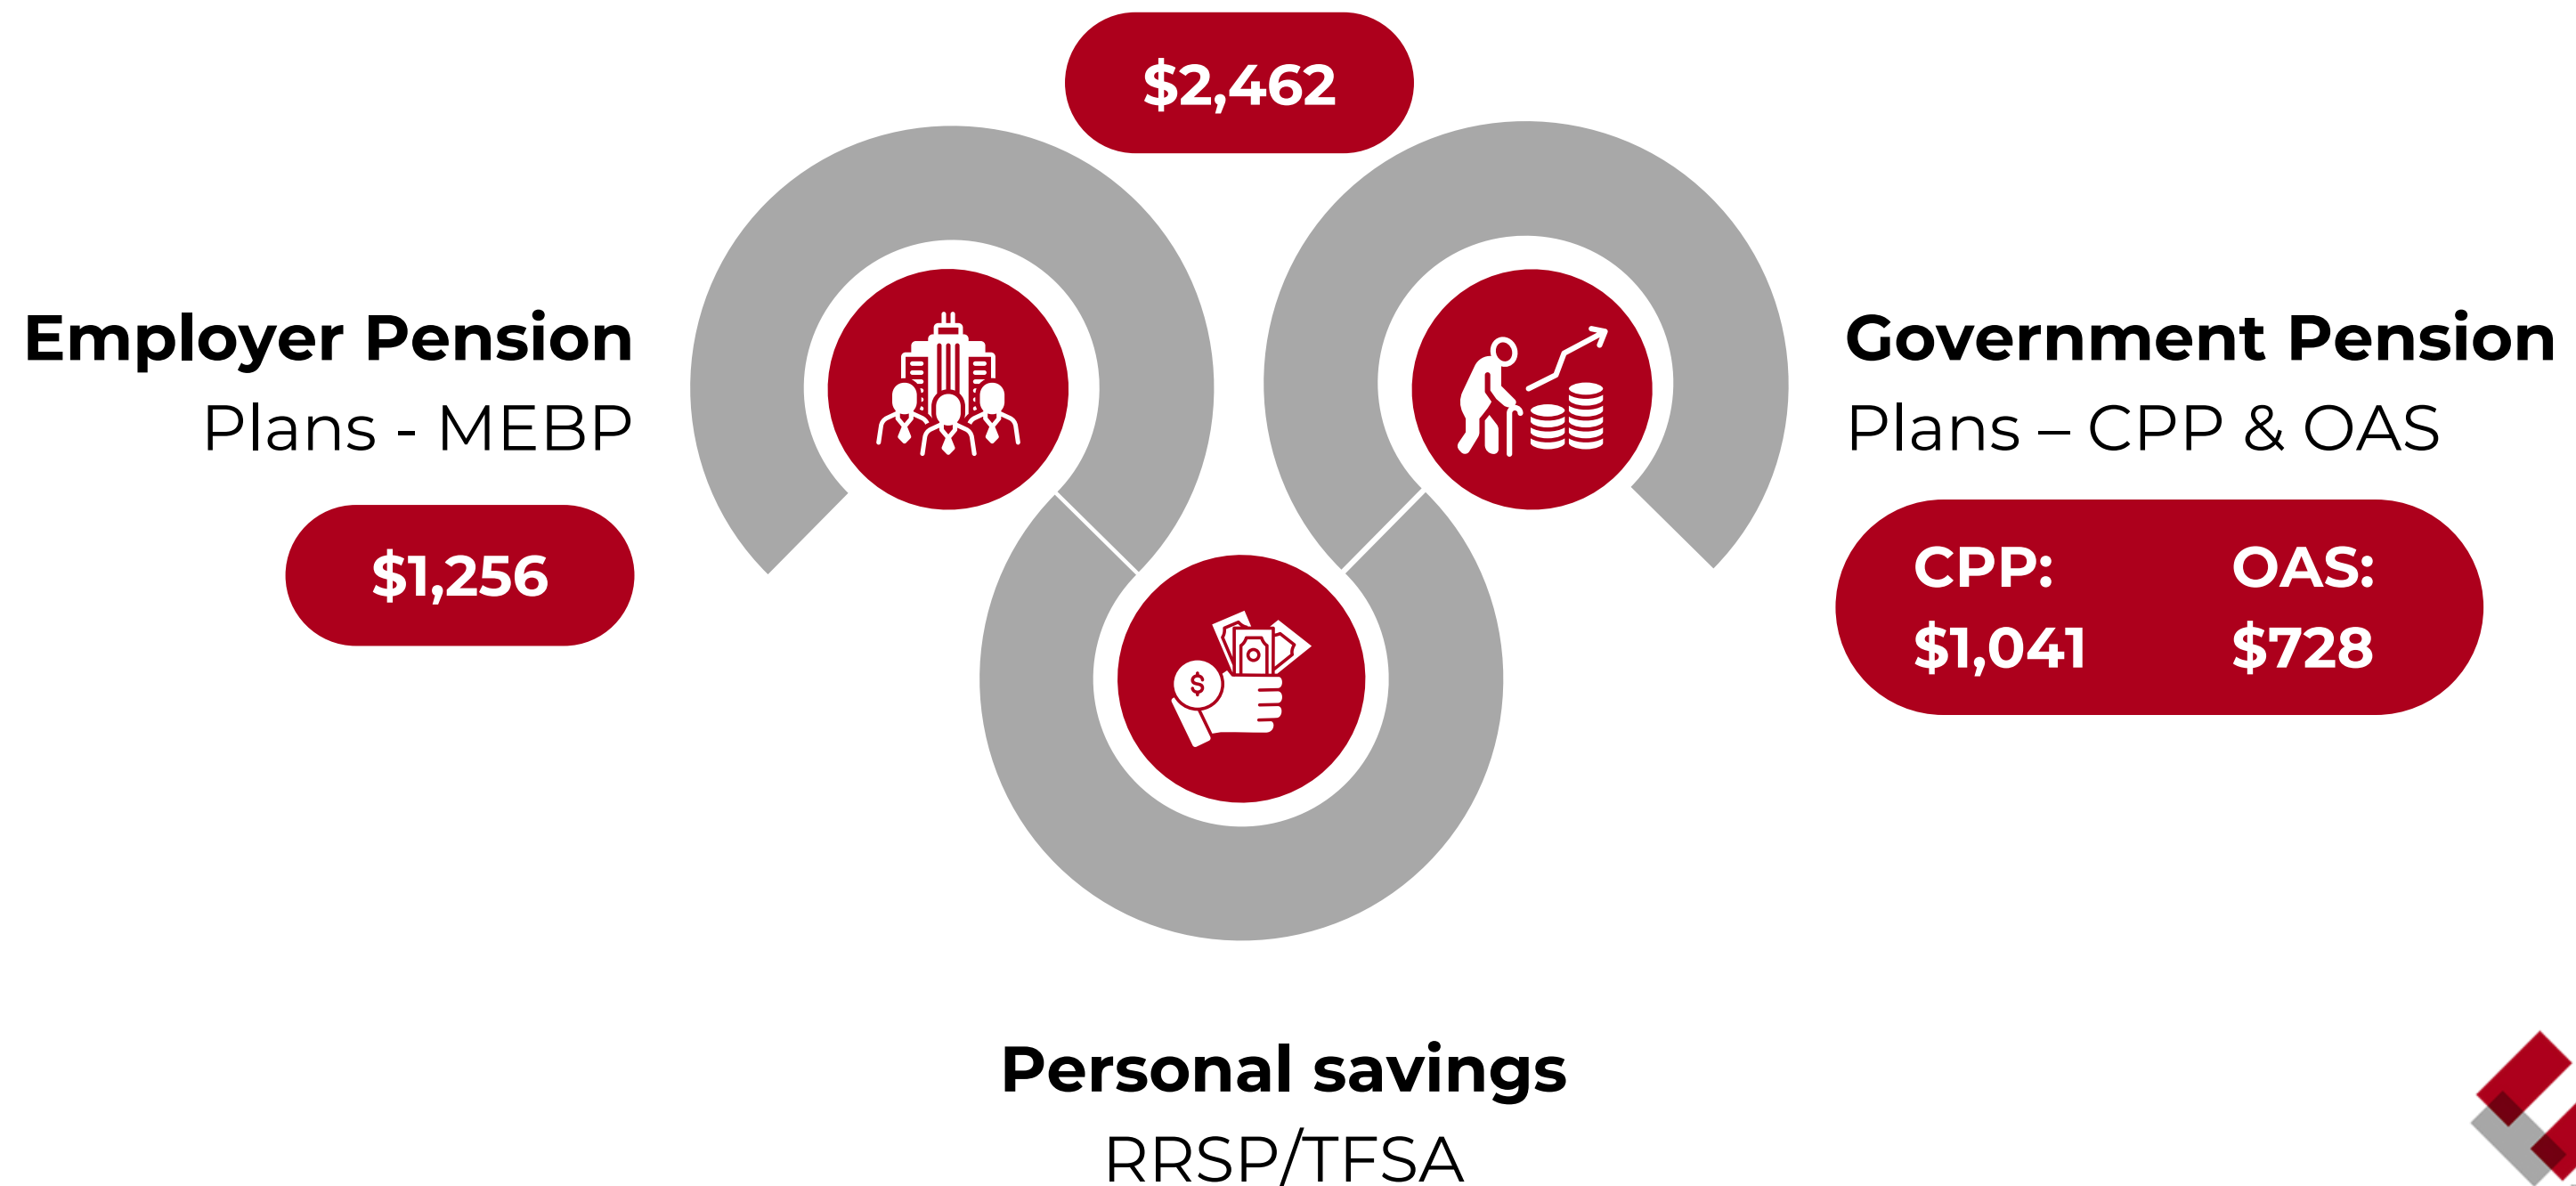 $2,462
Employer Pension
Plans - MEBP
$1,256
Government Pension
Plans – CPP & OAS
CPP: OAS:
$1,041 $728
$
Personal savings
RRSP/TFSA